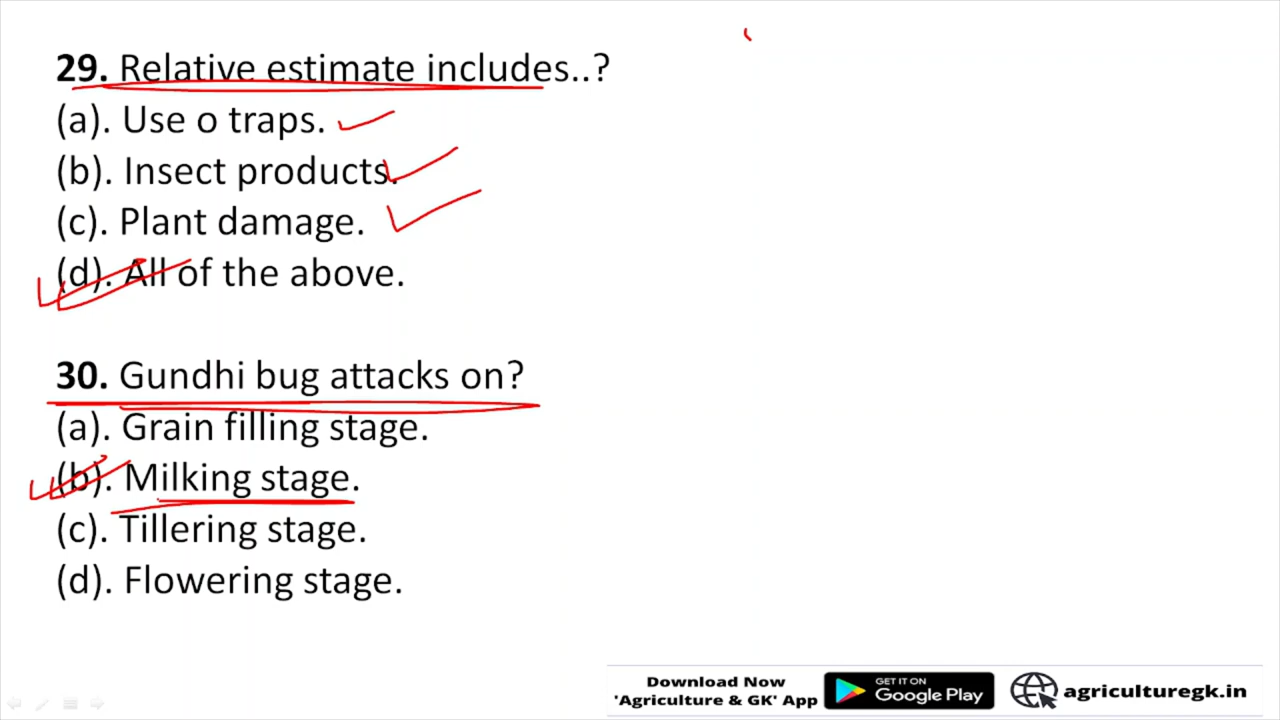 29. Relative estimate includes..?
(a). Use o traps.
(b). Insect products.
(c). Plant damage.
(d). All of the above.
30. Gundhi bug attacks on?
(a). Grain filling stage.
(b). Milking stage.
(c). Tillering stage.
(d). Flowering stage.
Download Now
'Agriculture & GK' App
GET IT ON
Google Play
agriculturegk.in